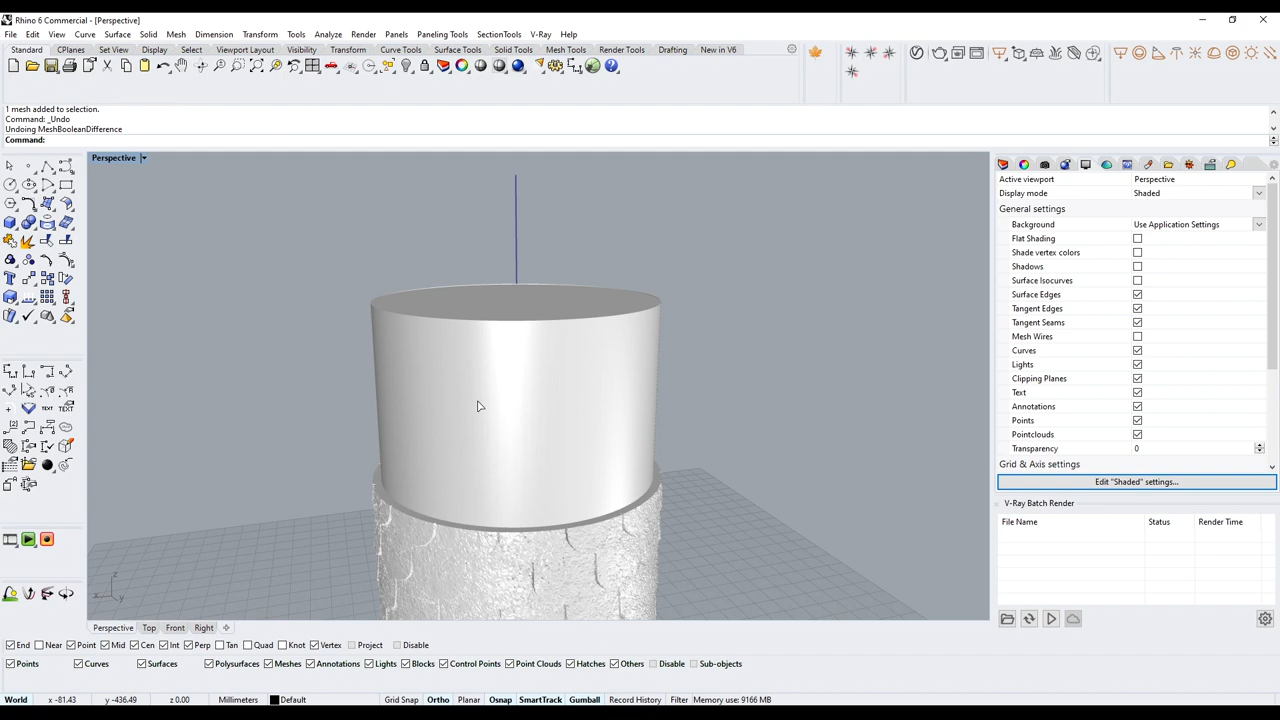 Rhino 6 Commercial - [Perspective]
File Edit View Curve Surface Solid Mesh Dimension Transform Tools Analyze Render Panels Paneling Tools SectionTools V-Ray Help
Standard CPlanes Set View Display Select Viewport Layout Visibility Transform Curve Tools Surface Tools Solid Tools Mesh Tools Render Tools Drafting New in V6
1 mesh added to selection.
Command: _Undo
Undoing MeshBooleanDifference
Command:
Perspective
Active viewport Perspective
Display mode Shaded
General settings
Background Use Application Settings
Flat Shading
Shade vertex colors
Shadows
Surface Isocurves
Surface Edges
Tangent Edges
Tangent Seams
Mesh Wires
Curves
Lights
Clipping Planes
Text
Annotations
Points
Pointclouds
Transparency 0
Grid & Axis settings
Edit "Shaded" settings...
V-Ray Batch Render
File Name Status Render Time
z
x y
Perspective Top Front Right
End Near Point Mid Cen Int Perp Tan Quad Knot Vertex Project Disable
Points Curves Surfaces Polysurfaces Meshes Annotations Lights Blocks Control Points Point Clouds Hatches Others Disable Sub-objects
World x -81.43 y -436.49 z 0.00 Millimeters Default Grid Snap Ortho Planar Osnap SmartTrack Gumball Record History Filter Memory use: 9166 MB